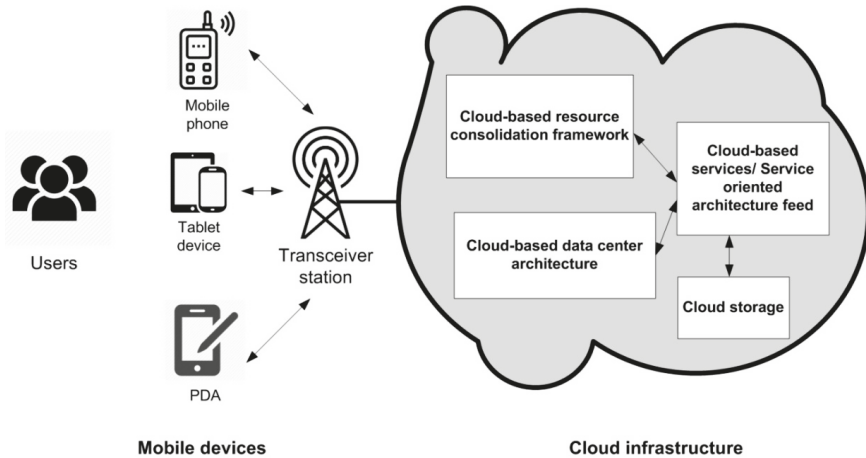 Mobile
phone
Users
Tablet
device
PDA
Transceiver
station
Cloud-based resource
consolidation framework
Cloud-based data center
architecture
Cloud-based
services/ Service
oriented
architecture feed
Cloud storage
Mobile devices
Cloud infrastructure